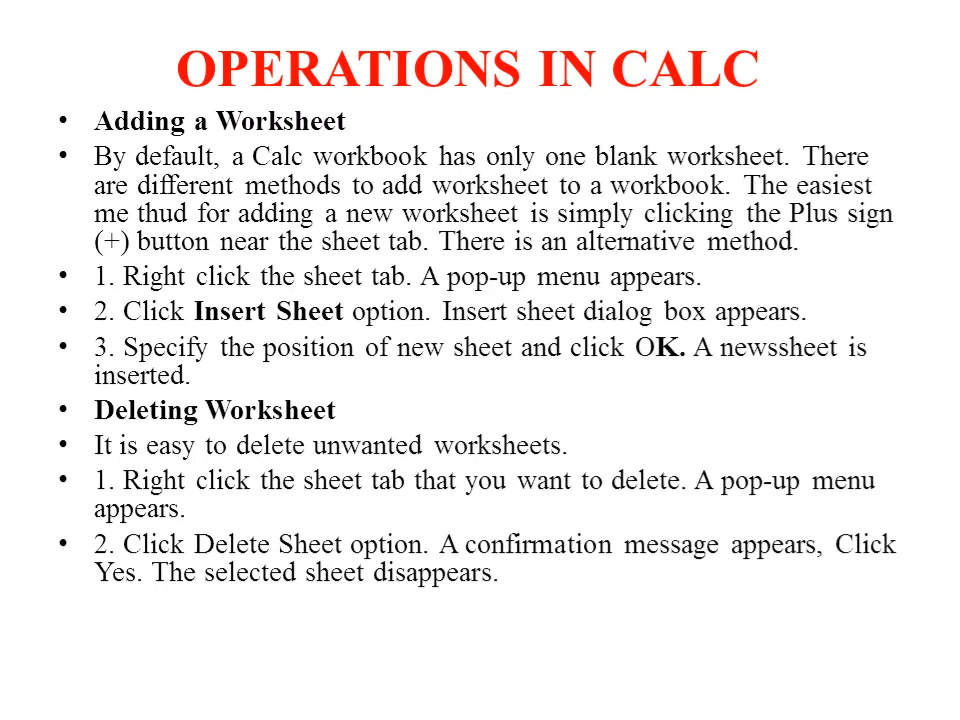 OPERATIONS IN CALC
• Adding a Worksheet
• By default, a Calc workbook has only one blank worksheet. There
are different methods to add worksheet to a workbook. The easiest
me thud for adding a new worksheet is simply clicking the Plus sign
(+) button near the sheet tab. There is an alternative method.
• 1. Right click the sheet tab. A pop-up menu appears.
• 2. Click Insert Sheet option. Insert sheet dialog box appears.
• 3. Specify the position of new sheet and click OK. A newssheet is
inserted.
• Deleting Worksheet
• It is easy to delete unwanted worksheets.
• 1. Right click the sheet tab that you want to delete. A pop-up menu
appears.
• 2. Click Delete Sheet option. A confirmation message appears, Click
Yes. The selected sheet disappears.